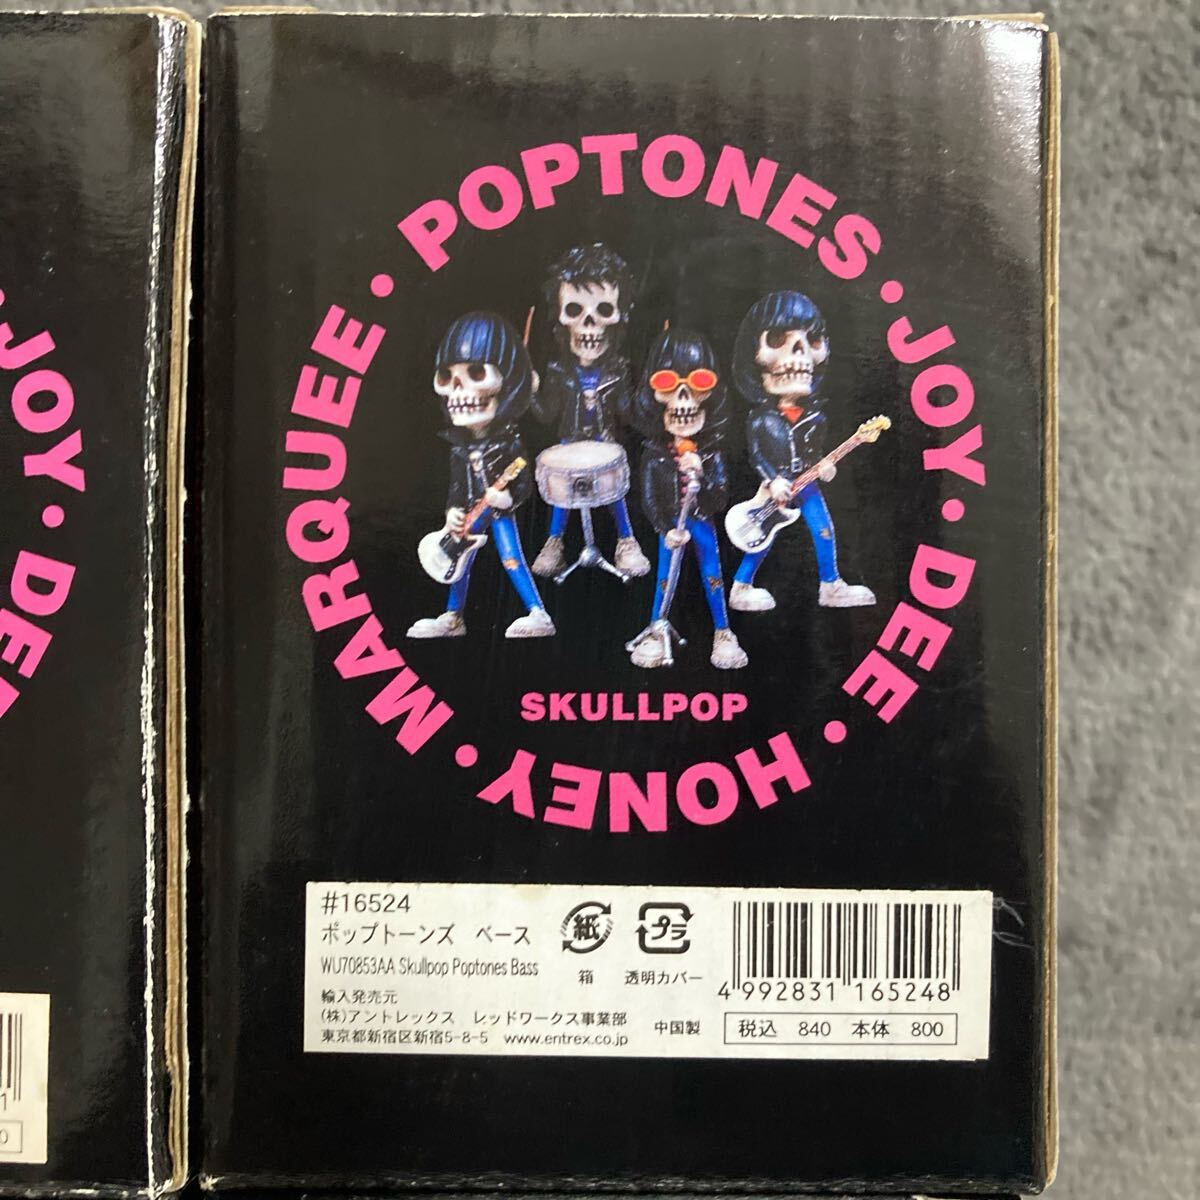 POPTONES · JOY · DEE · HONEY · MARQUEE ·
SKULLPOP
#16524
ポップトーンズ ベース
WU70853AA Skullpop Poptones Bass
紙
箱
プラ
透明カバー
輸入発売元
(株)アントレックス レッドワークス事業部
東京都新宿区新宿5-8-5 www.entrex.co.jp
中国製
4 992831 165248
税込 840 本体 800
JOY · DEE
1
0